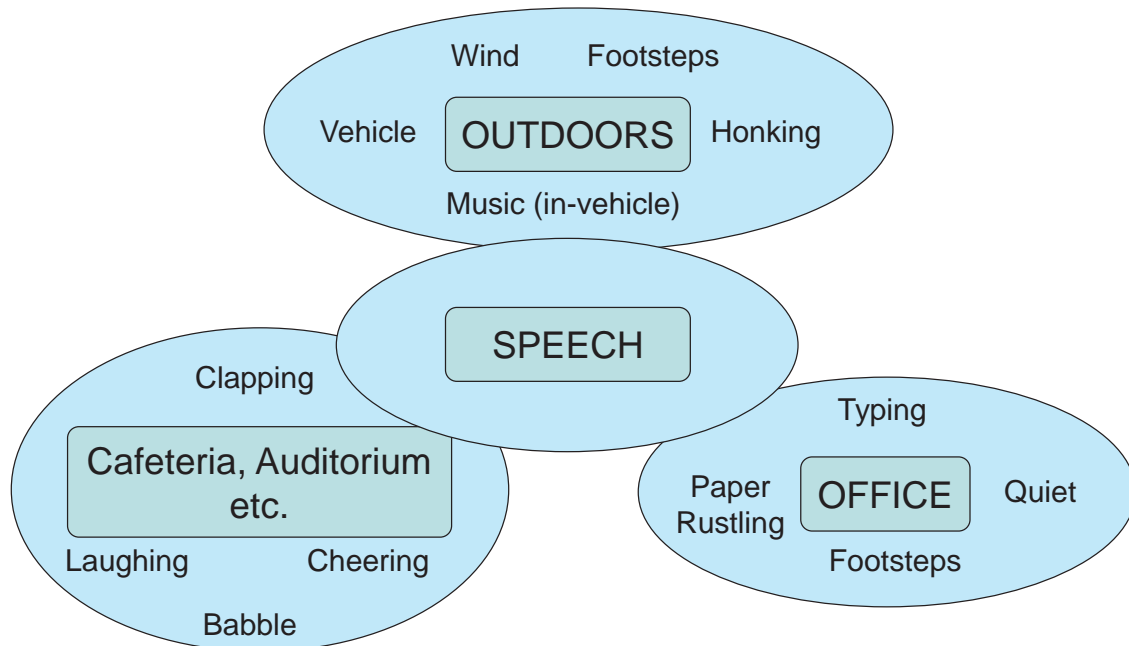 Wind Footsteps
Vehicle OUTDOORS Honking
Music (in-vehicle)
SPEECH
Clapping
Cafeteria, Auditorium
etc.
Laughing Cheering
Babble
Typing
Paper
Rustling
OFFICE
Quiet
Footsteps